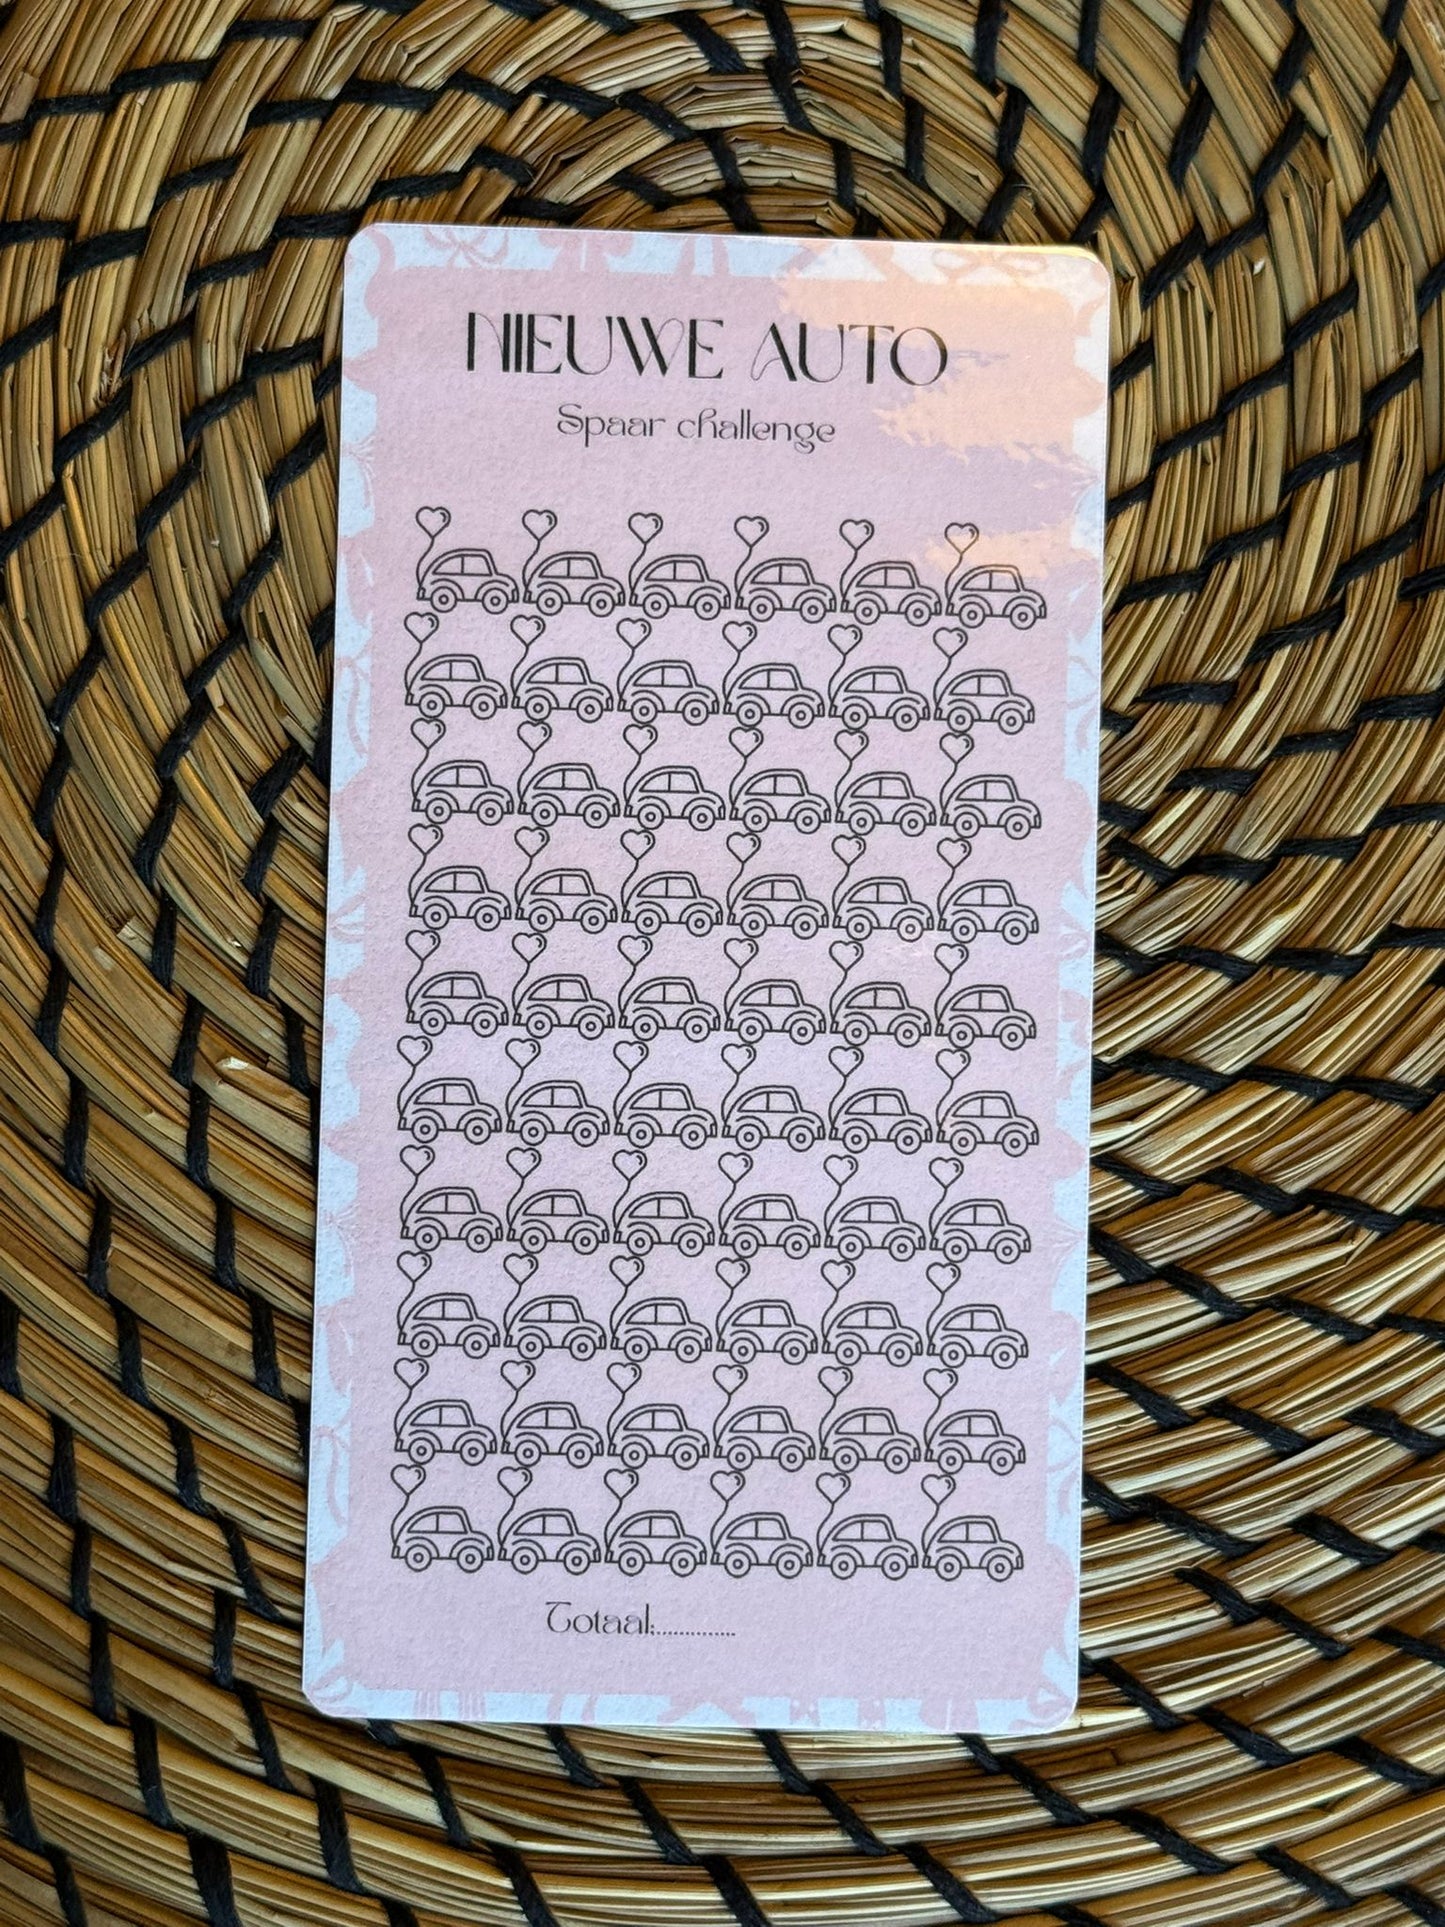 NIEUWE AUTO
Spaar challenge
Totaal:..............